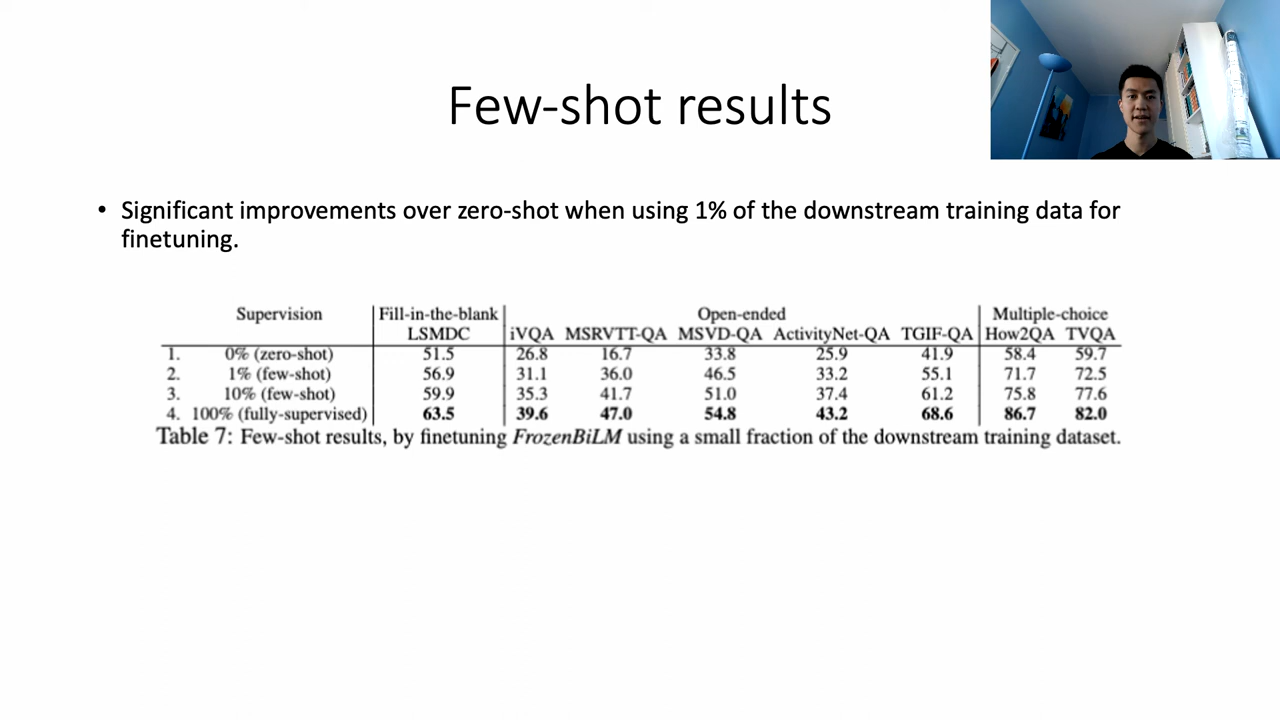 Few-shot results
• Significant improvements over zero-shot when using 1% of the downstream training data for
finetuning.
Supervision Fill-in-the-blank Open-ended Multiple-choice
LSMDC iVQA MSRVTT-QA MSVD-QA ActivityNet-QA TGIF-QA How2QA TVQA
1. 0% (zero-shot) 51.5 26.8 16.7 33.8 25.9 41.9 58.4 59.7
2. 1% (few-shot) 56.9 31.1 36.0 46.5 33.2 55.1 71.7 72.5
3. 10% (few-shot) 59.9 35.3 41.7 51.0 37.4 61.2 75.8 77.6
4. 100% (fully-supervised) 63.5 39.6 47.0 54.8 43.2 68.6 86.7 82.0
Table 7: Few-shot results, by finetuning FrozenBiLM using a small fraction of the downstream training dataset.